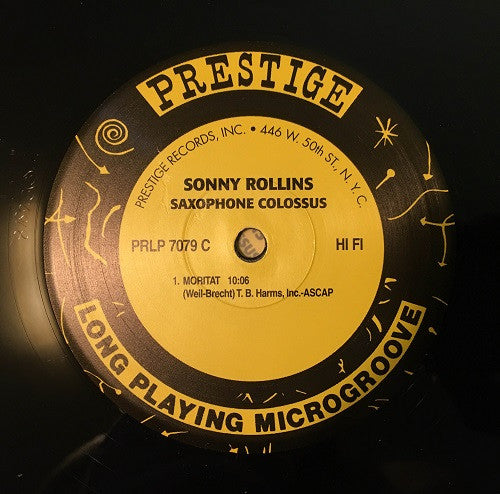 PRESTIGE
PRESTIGE RECORDS, INC. • 446 W. 50th ST., N.Y.C.
SONNY ROLLINS
SAXOPHONE COLOSSUS
PRLP 7079 C
HI FI
1. MORITAT 10:06
(Weil-Brecht) T. B. Harms, Inc.-ASCAP
LONG PLAYING MICROGROOVE